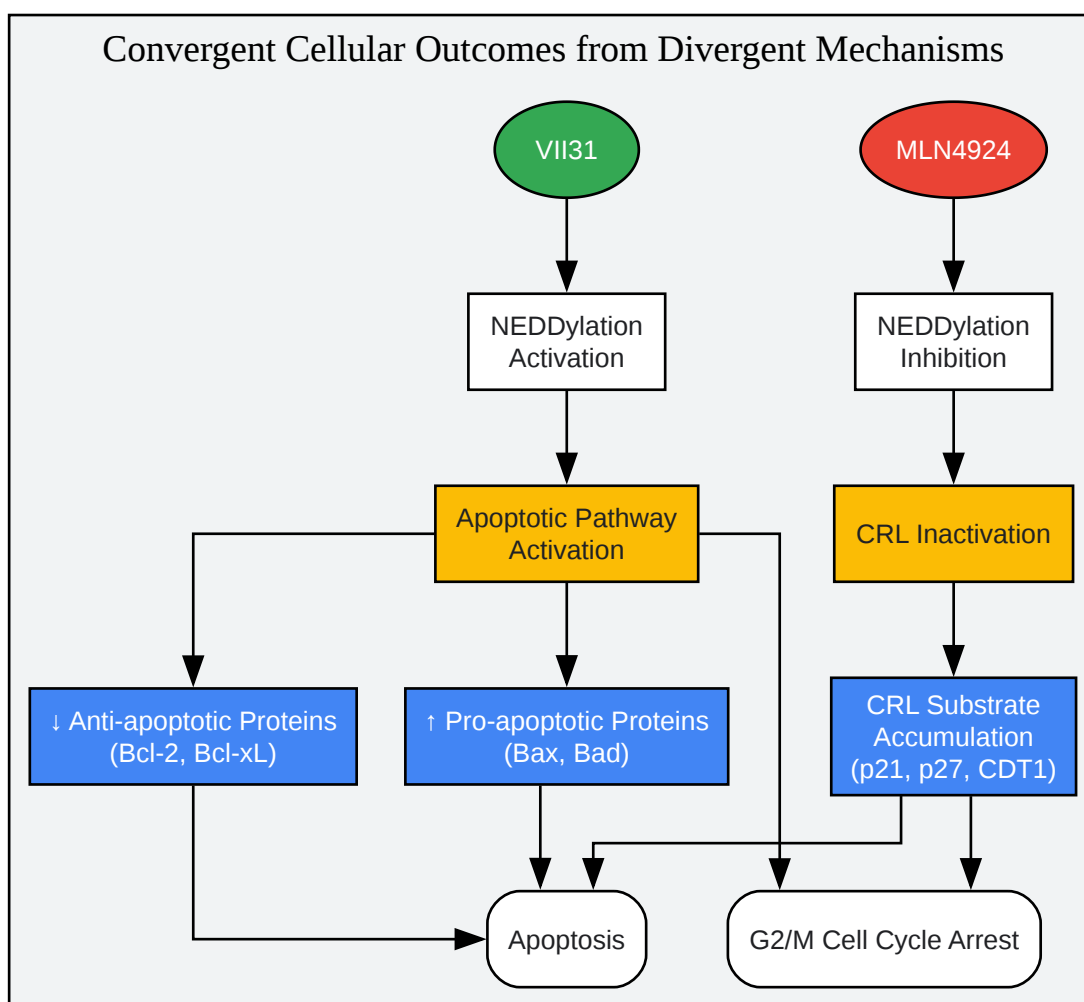 Convergent Cellular Outcomes from Divergent Mechanisms
VII31
MLN4924
NEDDylation
Activation
NEDDylation
Inhibition
Apoptotic Pathway
Activation
CRL Inactivation
↓ Anti-apoptotic Proteins
(Bcl-2, Bcl-xL)
↑ Pro-apoptotic Proteins
(Bax, Bad)
CRL Substrate
Accumulation
(p21, p27, CDT1)
Apoptosis
G2/M Cell Cycle Arrest